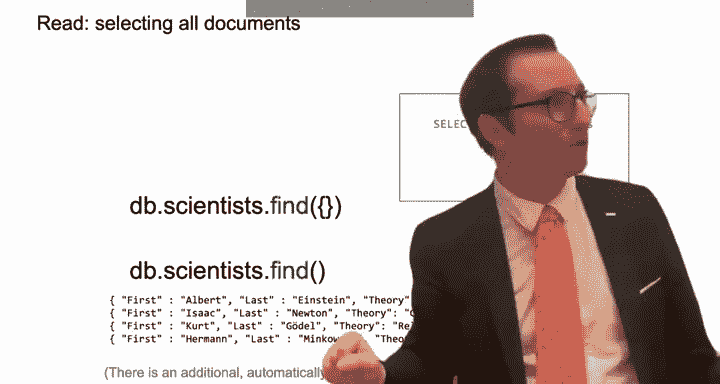 Read: selecting all documents
SELEC
db.scientists.find({})
db.scientists.find()
{ "First" : "Albert", "Last" : "Einstein", "Theory"
{ "First" : "Isaac", "Last" : "Newton", "Theory":
{ "First" : "Kurt", "Last" : "Gödel", "Theory": "Re
{ "First" : "Hermann", "Last" : "Minkow "Theo
(There is an additional, automatically